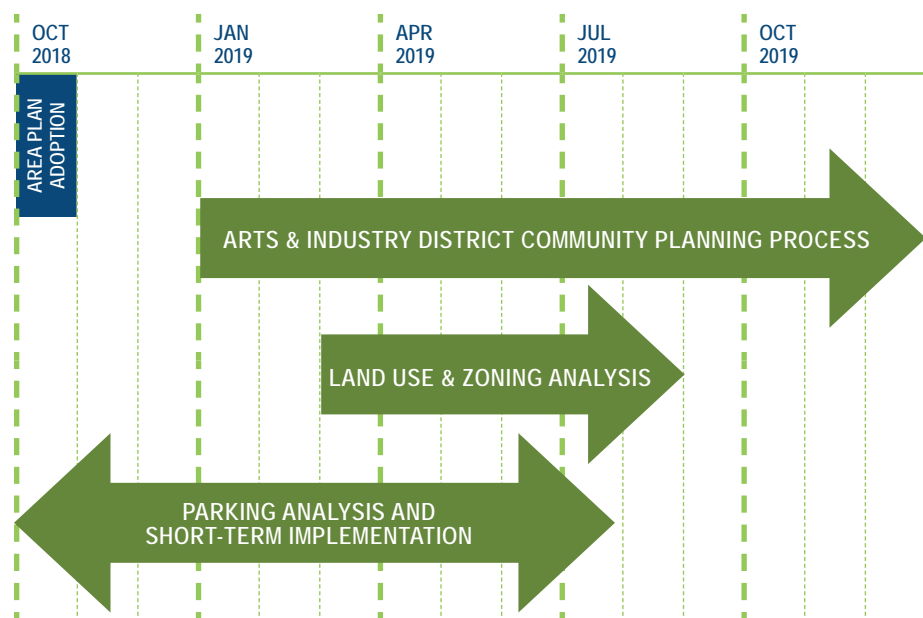 OCT
2018
JAN
2019
APR
2019
JUL
2019
OCT
2019
AREA PLAN
ADOPTION
ARTS & INDUSTRY DISTRICT COMMUNITY PLANNING PROCESS
LAND USE & ZONING ANALYSIS
PARKING ANALYSIS AND
SHORT-TERM IMPLEMENTATION